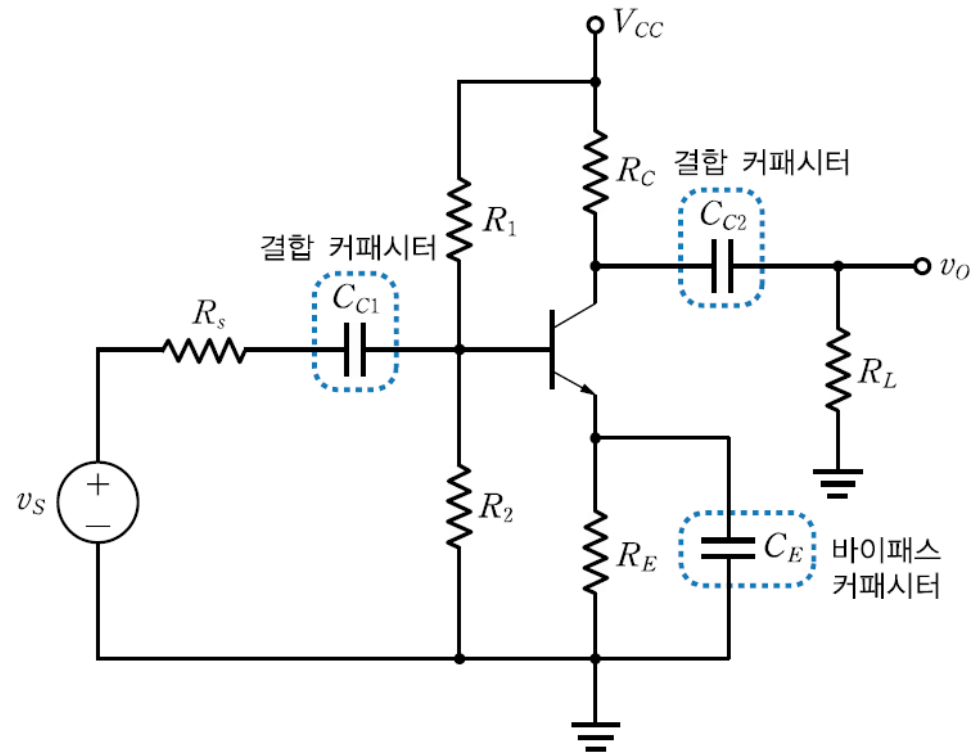 V_CC
R_C
결합 커패시터
C_C2
R_1
결합 커패시터
C_C1
v_O
R_s
R_L
v_S
+
−
R_2
R_E
C_E
바이패스
커패시터